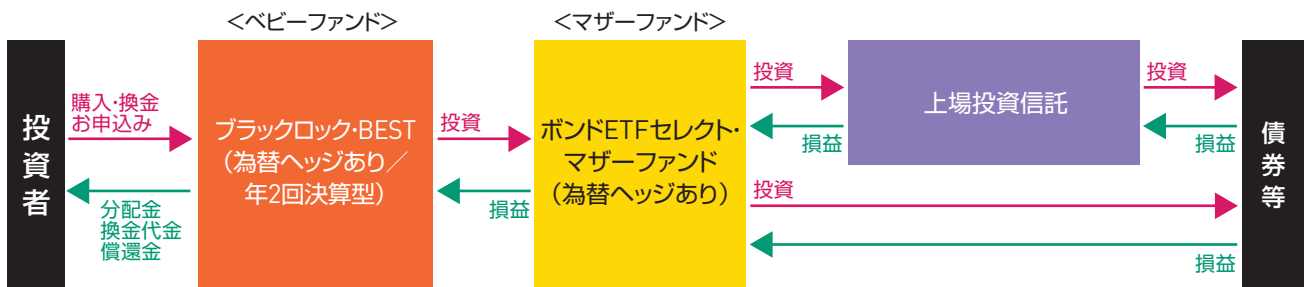 <ベビーファンド>
<マザーファンド>
投資者
購入・換金
お申込み
分配金
換金代金
償還金
ブラックロック・BEST
(為替ヘッジあり/
年2回決算型)
投資
損益
ボンドETFセレクト・
マザーファンド
(為替ヘッジあり)
投資
損益
上場投資信託
投資
損益
投資
損益
債券等